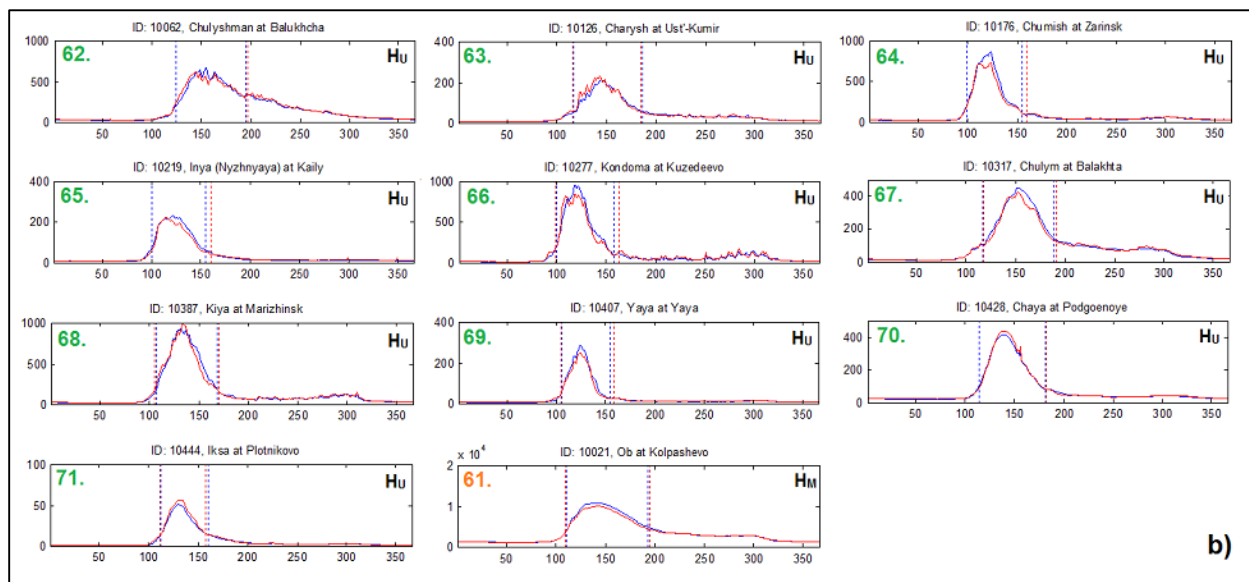 ID: 10062, Chulyshman at Balukhcha
62.
HU
1000
500
0
50 100 150 200 250 300 350
ID: 10126, Charysh at Ust'-Kumir
63.
HU
400
200
0
50 100 150 200 250 300 350
ID: 10176, Chumish at Zarinsk
64.
HU
1000
500
0
50 100 150 200 250 300 350
ID: 10219, Inya (Nyzhnyaya) at Kaily
65.
HU
400
200
0
50 100 150 200 250 300 350
ID: 10277, Kondoma at Kuzedeevo
66.
HU
1000
500
0
50 100 150 200 250 300 350
ID: 10317, Chulym at Balakhta
67.
HU
400
200
0
50 100 150 200 250 300 350
ID: 10387, Kiya at Marizhinsk
68.
HU
1000
500
0
50 100 150 200 250 300 350
ID: 10407, Yaya at Yaya
69.
HU
400
200
0
50 100 150 200 250 300 350
ID: 10428, Chaya at Podgoenoye
70.
HU
400
200
0
50 100 150 200 250 300 350
ID: 10444, Iksa at Plotnikovo
71.
HU
100
50
0
50 100 150 200 250 300 350
ID: 10021, Ob at Kolpashevo
x 10⁴
61.
HM
2
1
0
50 100 150 200 250 300 350
b)